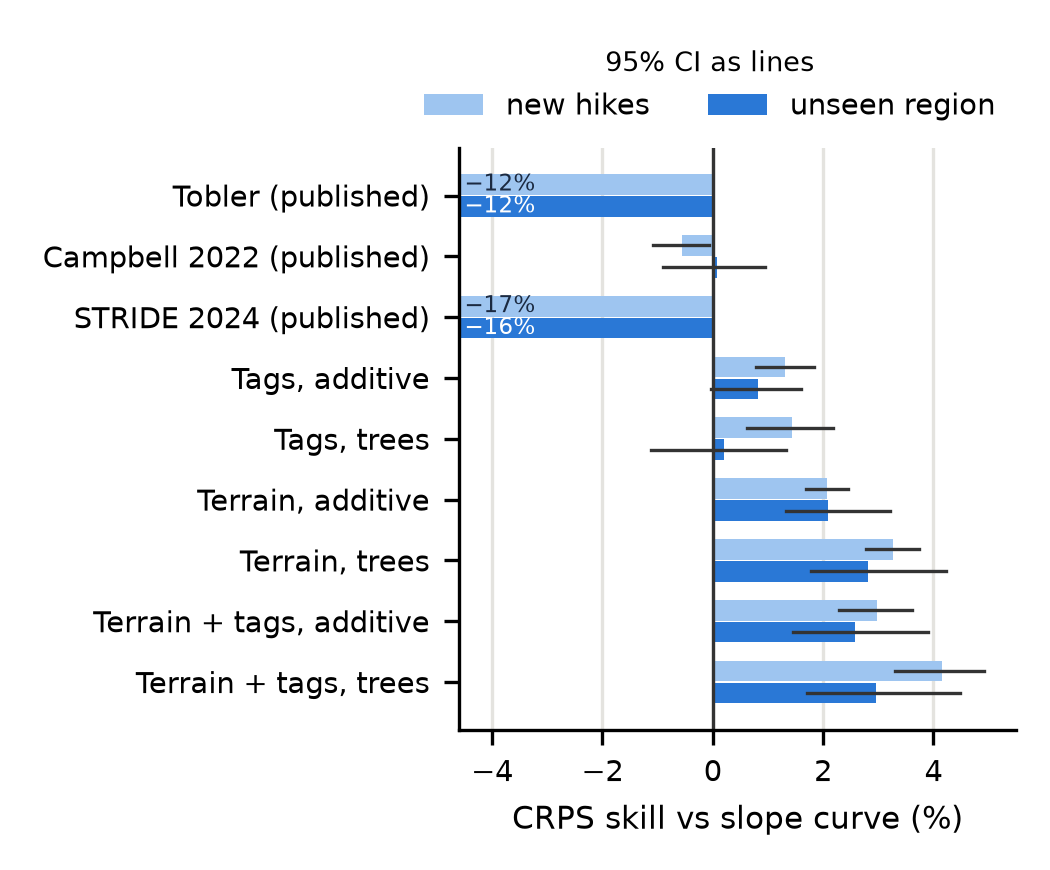 95% CI as lines
new hikes unseen region
Tobler (published)
−12%
−12%
Campbell 2022 (published)
STRIDE 2024 (published)
−17%
−16%
Tags, additive
Tags, trees
Terrain, additive
Terrain, trees
Terrain + tags, additive
Terrain + tags, trees
−4 −2 0 2 4
CRPS skill vs slope curve (%)